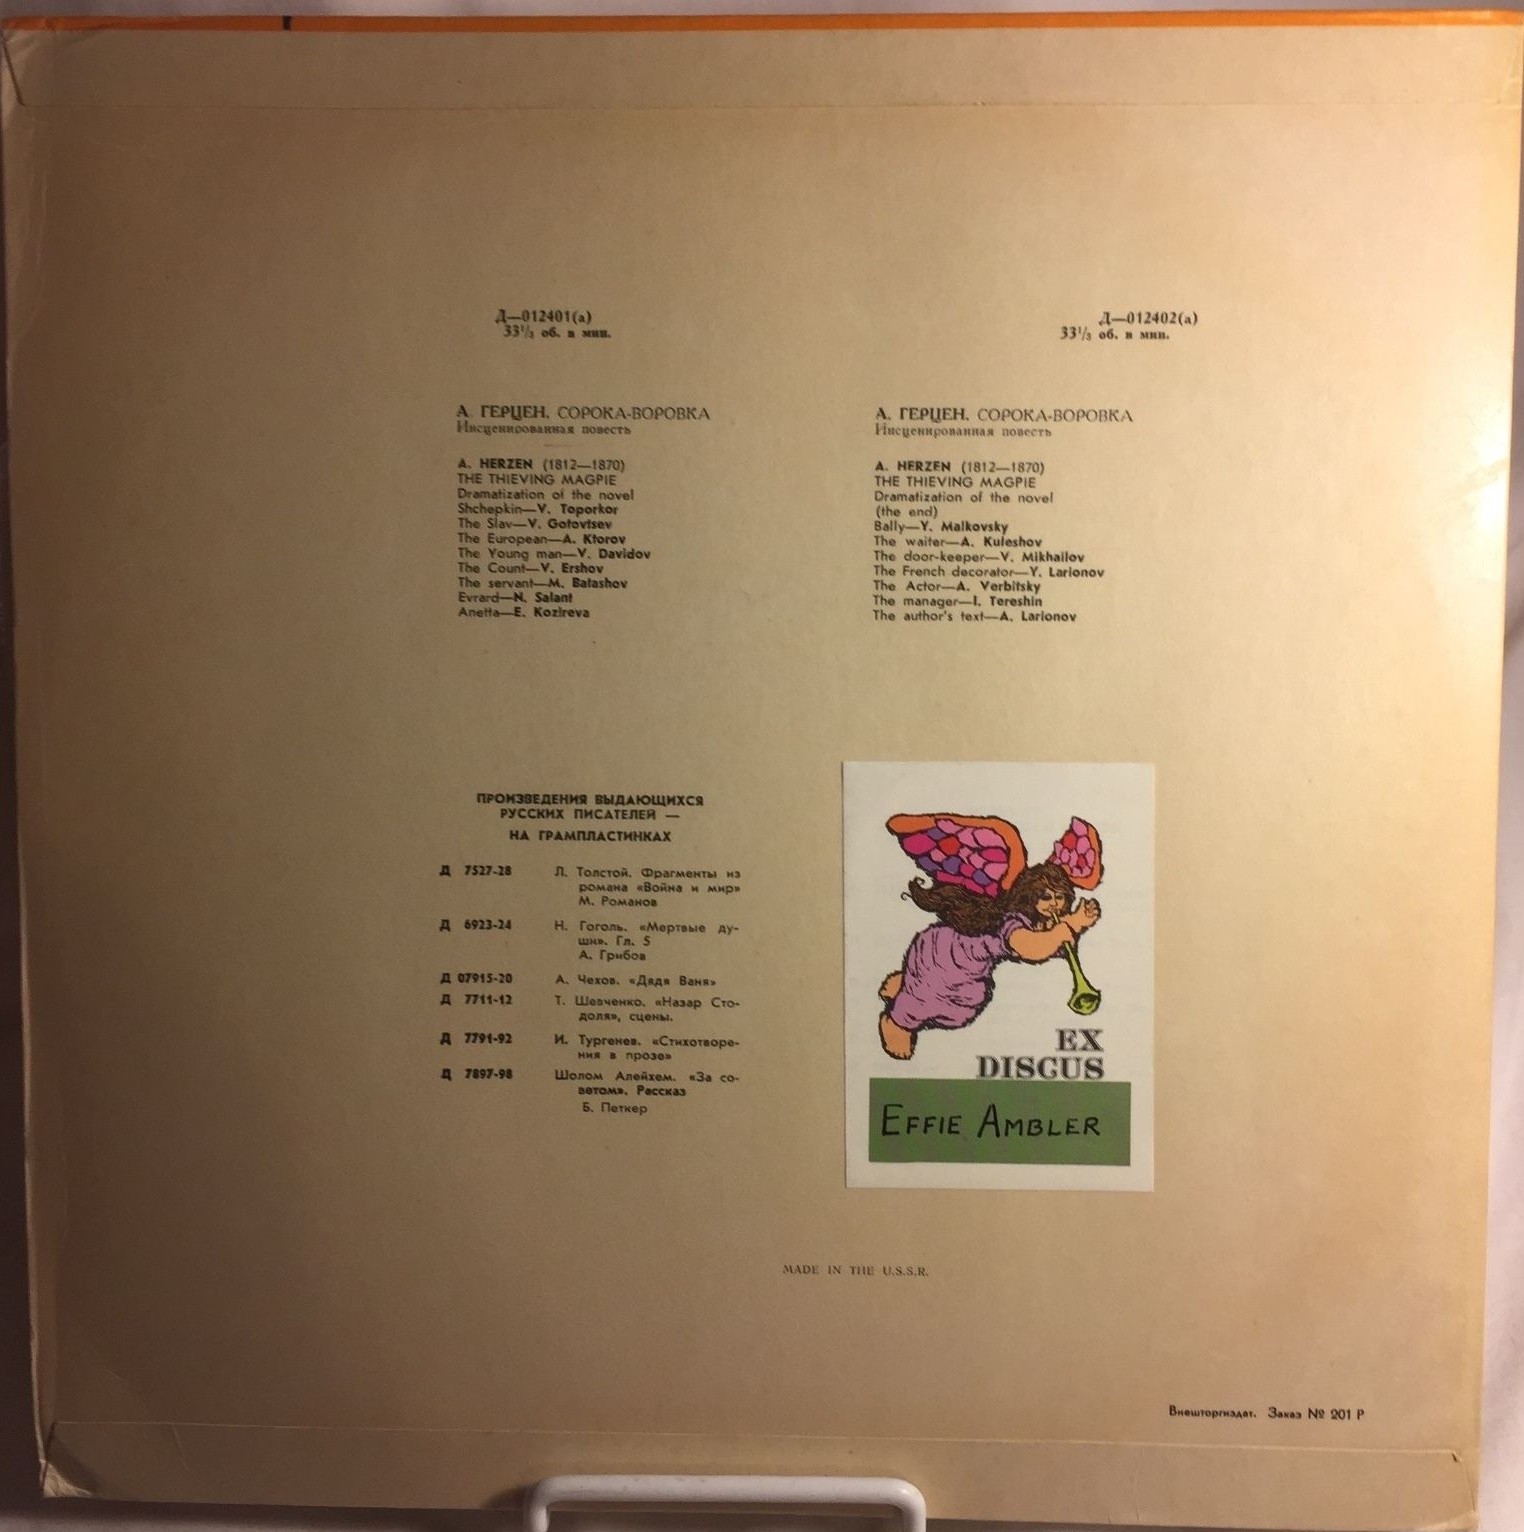 Д—012401(а)
33⅓ об. в мин.
А. ГЕРЦЕН. СОРОКА-ВОРОВКА
Инсценированная повесть
A. HERZEN (1812—1870)
THE THIEVING MAGPIE
Dramatization of the novel
Shchepkin—V. Toporkor
The Slav—V. Gotovtsev
The European—A. Ktorov
The Young man—V. Davidov
The Count—V. Ershov
The servant—M. Batashov
Evrard—N. Salant
Anetta—E. Kozireva
Д—012402(а)
33⅓ об. в мин.
А. ГЕРЦЕН. СОРОКА-ВОРОВКА
Инсценированная повесть
A. HERZEN (1812—1870)
THE THIEVING MAGPIE
Dramatization of the novel
(the end)
Bally—Y. Malkovsky
The waiter—A. Kuleshov
The door-keeper—V. Mikhailov
The French decorator—Y. Larionov
The Actor—A. Verbitsky
The manager—I. Tereshin
The author's text—A. Larionov
ПРОИЗВЕДЕНИЯ ВЫДАЮЩИХСЯ
РУССКИХ ПИСАТЕЛЕЙ —
НА ГРАМПЛАСТИНКАХ
Д 7527-28 Л. Толстой. Фрагменты из
романа «Война и мир»
М. Романов
Д 6923-24 Н. Гоголь. «Мертвые ду-
ши». Гл. 5
А. Грибов
Д 07915-20 А. Чехов. «Дядя Ваня»
Д 7711-12 Т. Шевченко. «Назар Сто-
доля», сцены.
Д 7791-92 И. Тургенев. «Стихотворе-
ния в прозе»
Д 7897-98 Шолом Алейхем. «За со-
ветом». Рассказ
Б. Петкер
EX
DISCUS
EFFIE AMBLER
MADE IN THE U.S.S.R.
Внешторгиздат. Заказ № 201 Р